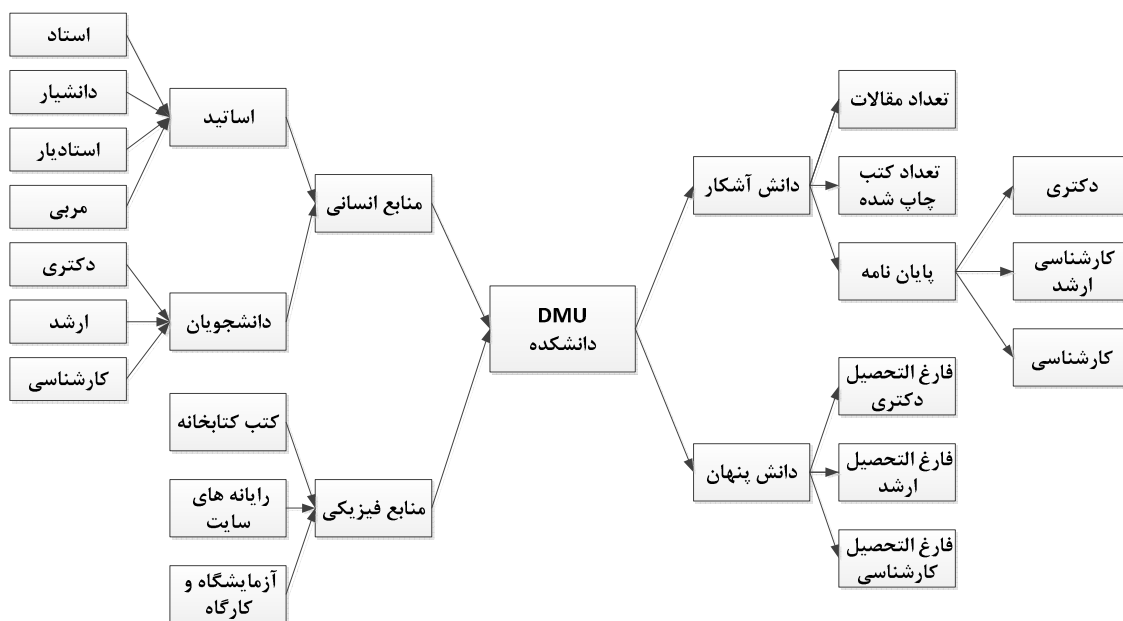 استاد
دانشیار
استادیار
مربی
دکتری
ارشد
کارشناسی
اساتید
دانشجویان
کتب کتابخانه
رایانه های
سایت
آزمایشگاه و
کارگاه
منابع انسانی
منابع فیزیکی
DMU
دانشکده
دانش آشکار
دانش پنهان
تعداد مقالات
تعداد کتب
چاپ شده
پایان نامه
فارغ التحصیل
دکتری
فارغ التحصیل
ارشد
فارغ التحصیل
کارشناسی
دکتری
کارشناسی
ارشد
کارشناسی